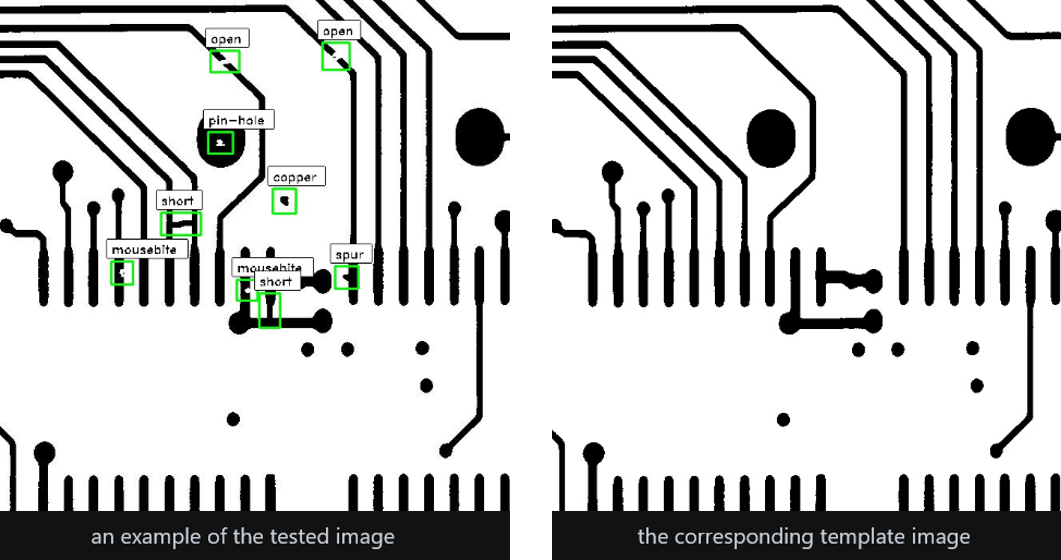 open
open
pin-hole
copper
short
mousebite
spur
mousebite
short
an example of the tested image
the corresponding template image